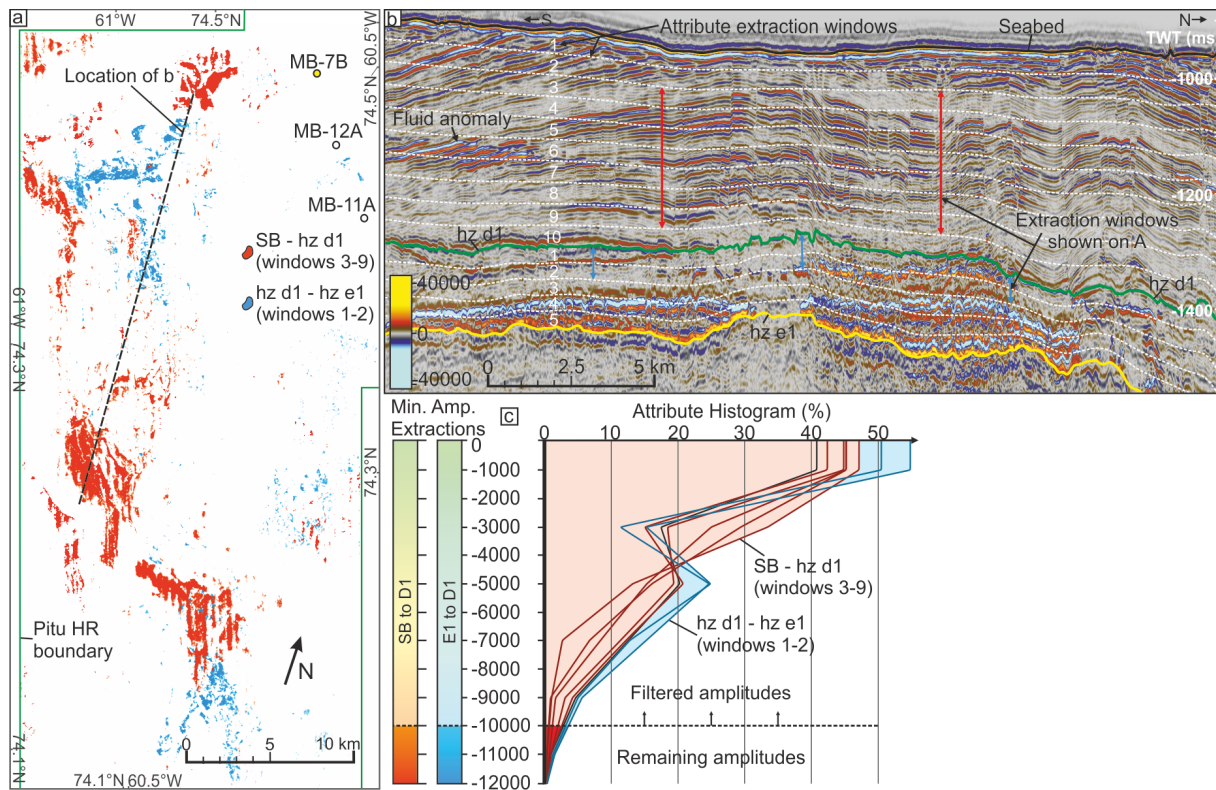 a
61°W
74.5°N
60.5°W
74.5°N
Location of b
MB-7B
MB-12A
MB-11A
SB - hz d1
(windows 3-9)
hz d1 - hz e1
(windows 1-2)
61°W
74.3°N
74.3°N
Pitu HR
boundary
N
0
5
10 km
74.1°N
74.1°N
60.5°W
b
←S
Attribute extraction windows
Seabed
N→
TWT (ms)
-1000
1
2
3
4
5
6
7
8
9
10
Fluid anomaly
1200
Extraction windows
shown on A
hz d1
hz d1
1400
1
2
3
4
5
hz e1
40000
0
-40000
0
2.5
5 km
Min. Amp.
Extractions
c
Attribute Histogram (%)
0
10
20
30
40
50
SB to D1
E1 to D1
0
-1000
-3000
-5000
-7000
-9000
-10000
-11000
-12000
SB - hz d1
(windows 3-9)
hz d1 - hz e1
(windows 1-2)
Filtered amplitudes
Remaining amplitudes